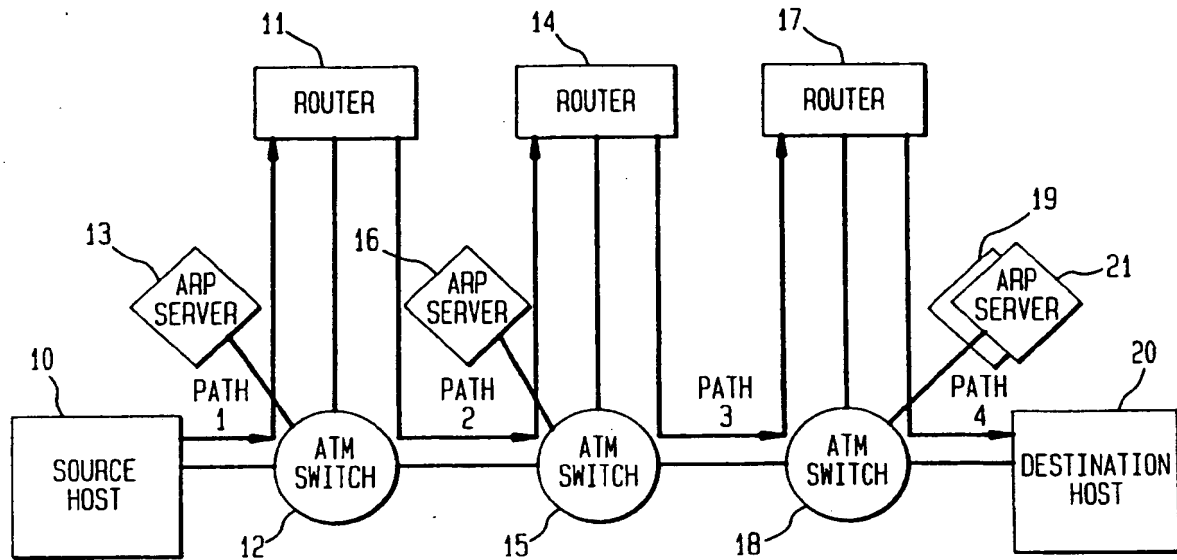 11
14
17
ROUTER
ROUTER
ROUTER
13
16
19
21
ARP
SERVER
ARP
SERVER
ARP
SERVER
10
PATH
1
PATH
2
PATH
3
PATH
4
20
SOURCE
HOST
ATM
SWITCH
ATM
SWITCH
ATM
SWITCH
DESTINATION
HOST
12
15
18